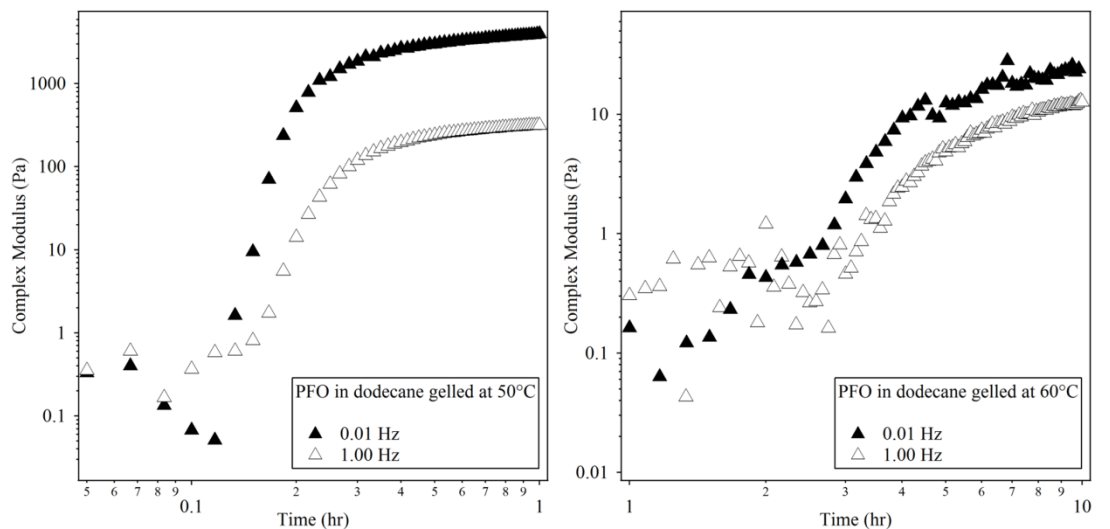 Complex Modulus (Pa)
1000
100
10
1
0.1
PFO in dodecane gelled at 50°C
0.01 Hz
1.00 Hz
5 6 7 8 9 0.1 2 3 4 5 6 7 8 9 1
Time (hr)
Complex Modulus (Pa)
10
1
0.1
0.01
PFO in dodecane gelled at 60°C
0.01 Hz
1.00 Hz
1 2 3 4 5 6 7 8 9 10
Time (hr)